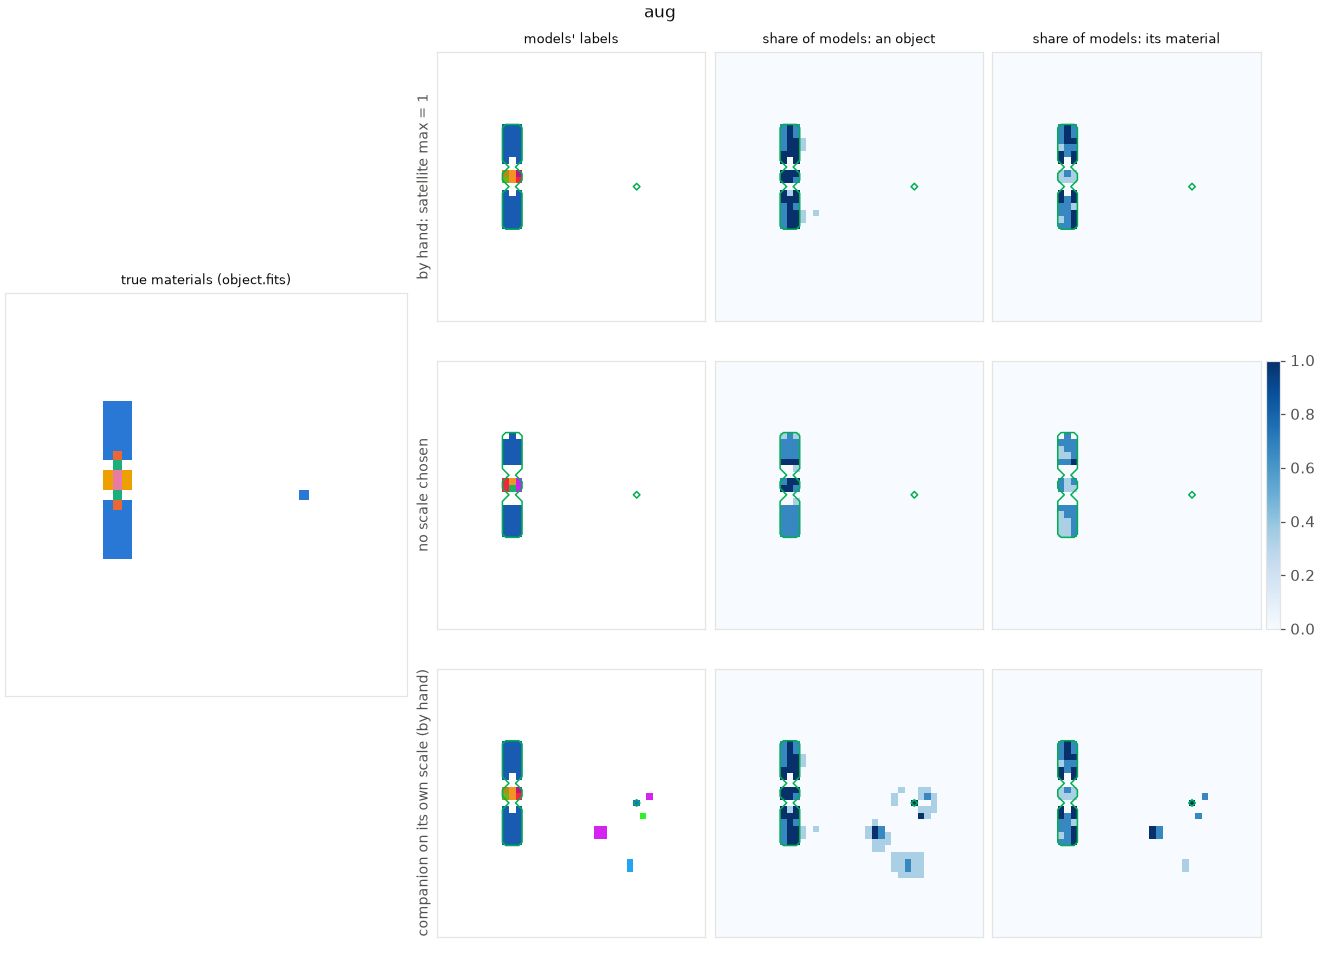 aug
models' labels
share of models: an object
share of models: its material
by hand: satellite max = 1
true materials (object.fits)
no scale chosen
1.0
0.8
0.6
0.4
0.2
0.0
companion on its own scale (by hand)